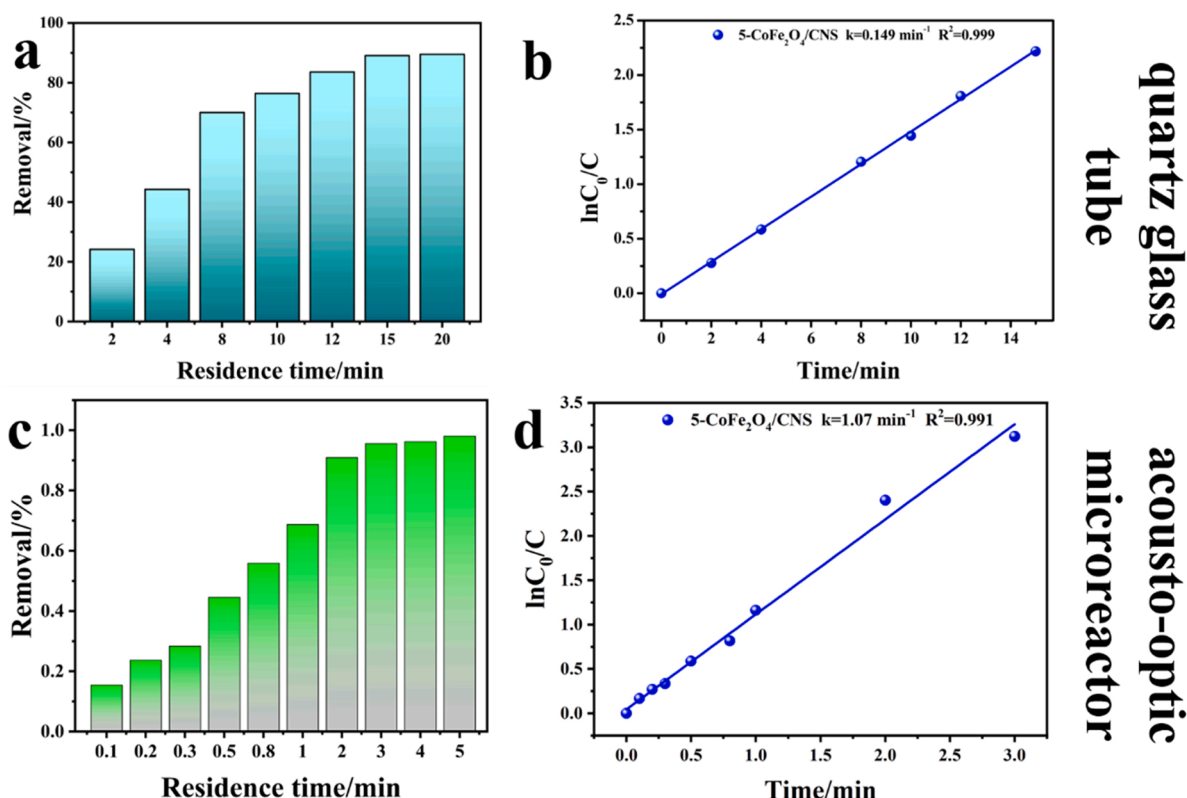 a
100
80
60
40
20
0
Removal/%
2 4 8 10 12 15 20
Residence time/min
b
5-CoFe₂O₄/CNS k=0.149 min⁻¹ R²=0.999
2.5
2.0
1.5
1.0
0.5
0.0
lnC₀/C
0 2 4 6 8 10 12 14
Time/min
quartz glass
tube
c
1.0
0.8
0.6
0.4
0.2
0.0
Removal/%
0.1 0.2 0.3 0.5 0.8 1 2 3 4 5
Residence time/min
d
5-CoFe₂O₄/CNS k=1.07 min⁻¹ R²=0.991
3.5
3.0
2.5
2.0
1.5
1.0
0.5
0.0
lnC₀/C
0.0 0.5 1.0 1.5 2.0 2.5 3.0
Time/min
acousto-optic
microreactor